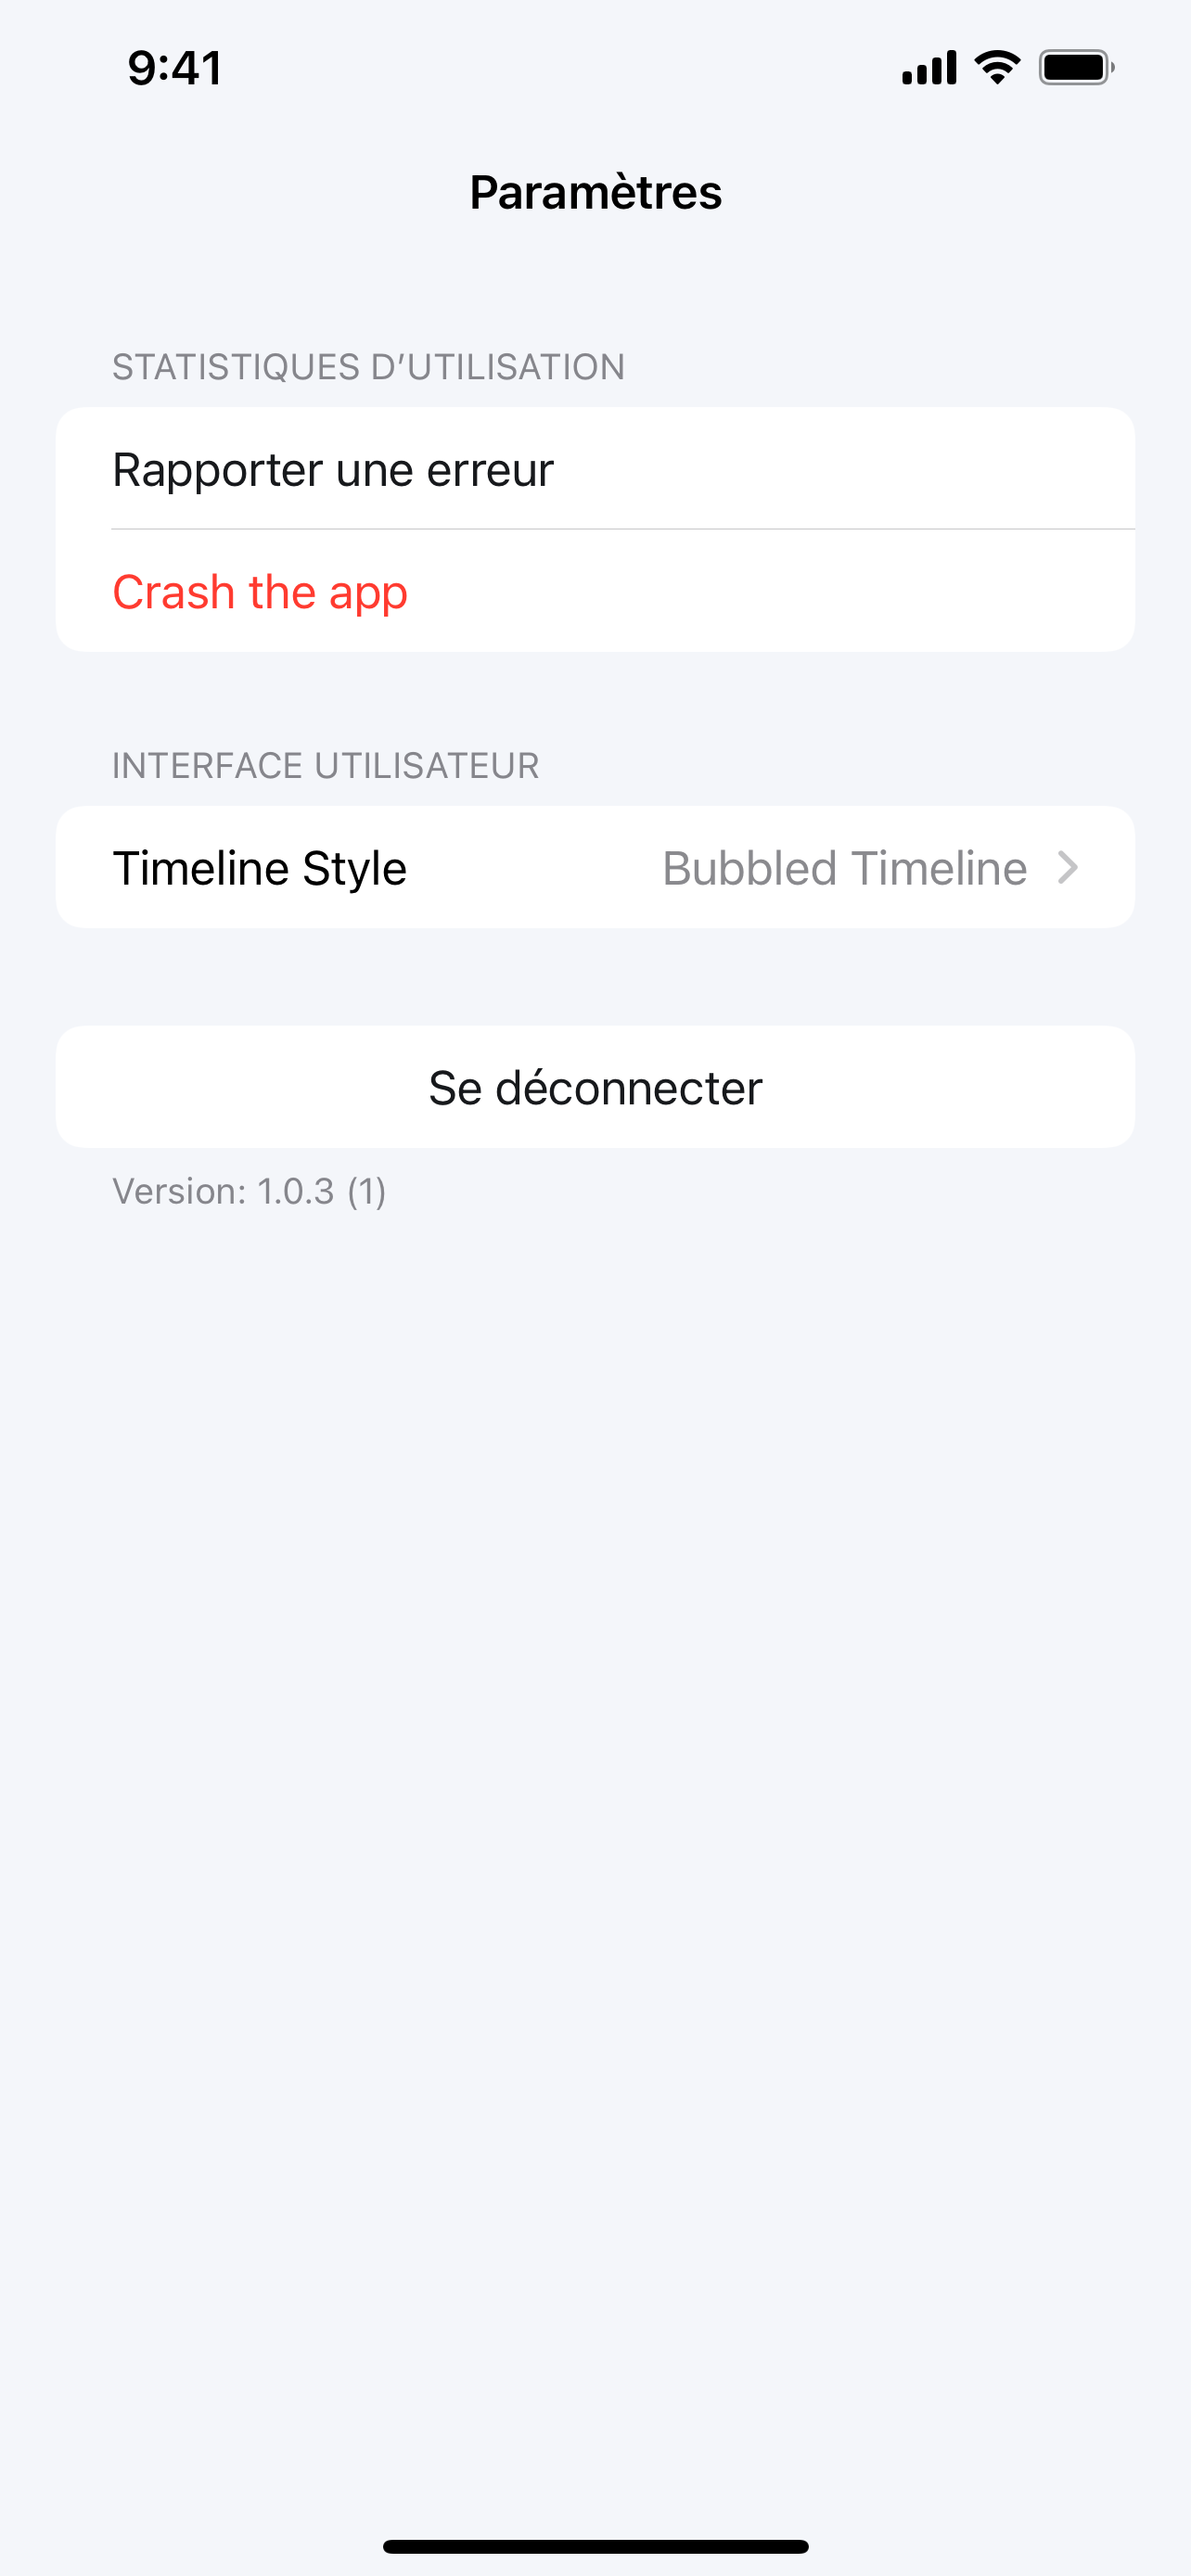 9:41
Paramètres
STATISTIQUES D’UTILISATION
Rapporter une erreur
Crash the app
INTERFACE UTILISATEUR
Timeline Style Bubbled Timeline
Se déconnecter
Version: 1.0.3 (1)